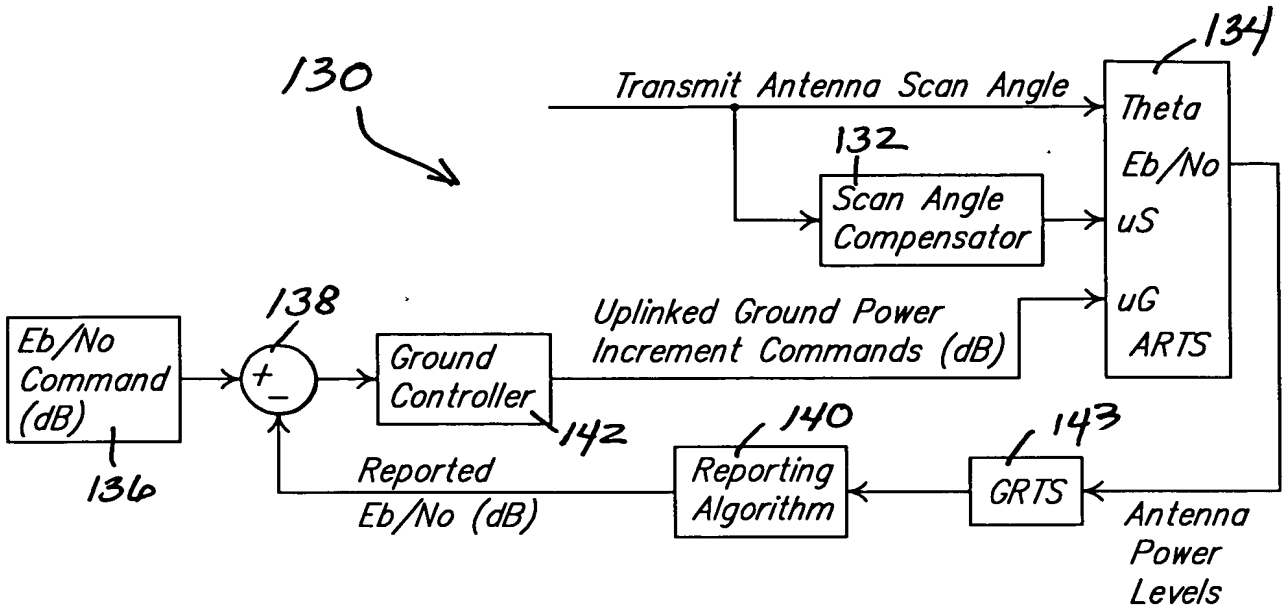 134
130
Transmit Antenna Scan Angle
Theta
132
Eb/No
Scan Angle
Compensator
uS
138
Uplinked Ground Power
Increment Commands (dB)
uG
ARTS
Eb/No
Command
(dB)
+
-
Ground
Controller
142
140
143
136
Reported
Eb/No (dB)
Reporting
Algorithm
GRTS
Antenna
Power
Levels